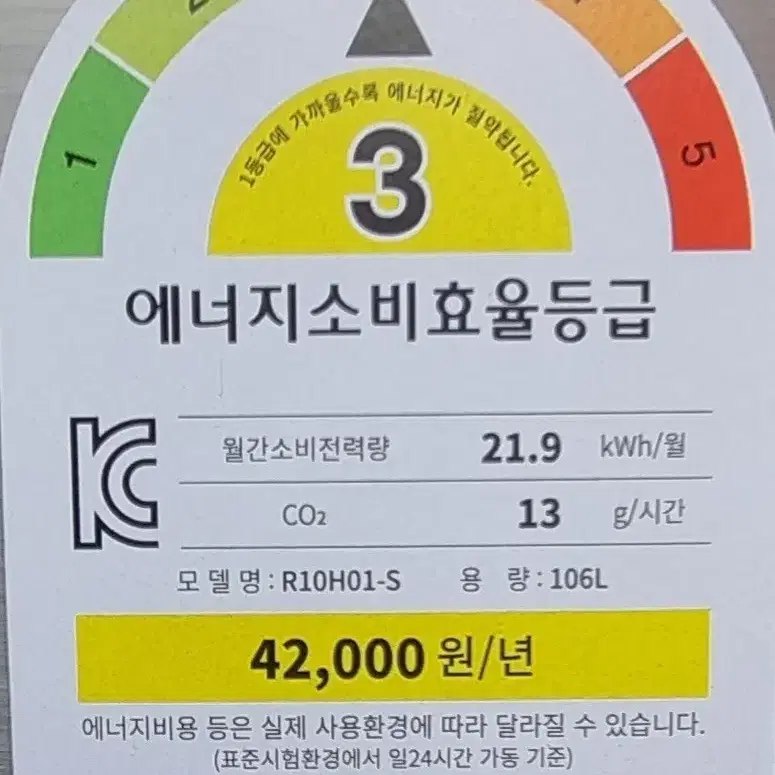 2
1
5
1등급에 가까울수록 에너지가 절약됩니다.
3
에너지소비효율등급
KC
월간소비전력량 21.9 kWh/월
CO₂ 13 g/시간
모 델 명 : R10H01-S 용 량 : 106L
42,000 원/년
에너지비용 등은 실제 사용환경에 따라 달라질 수 있습니다.
(표준시험환경에서 일24시간 가동 기준)